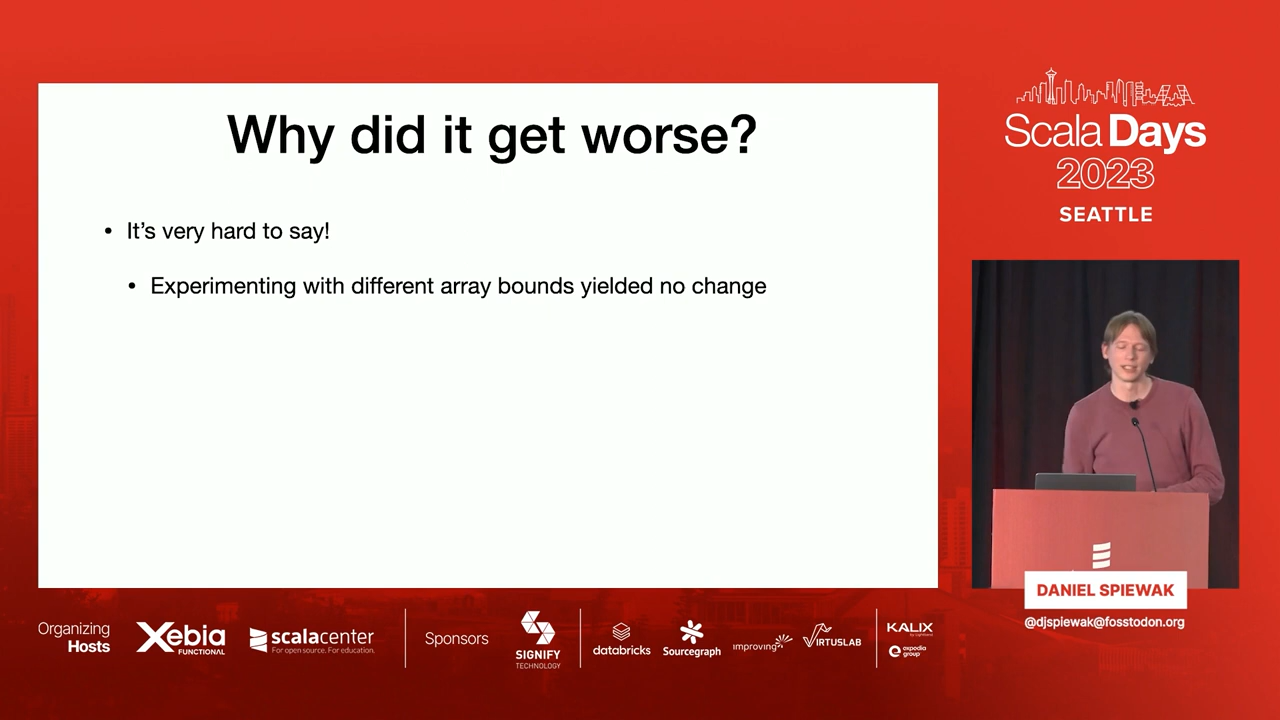 Why did it get worse?
• It's very hard to say!
• Experimenting with different array bounds yielded no change
Scala Days
2023
SEATTLE
DANIEL SPIEWAK
@djspiewak@fosstodon.org
Organizing
Hosts
Xebia
FUNCTIONAL
scalacenter
For open source. For education.
Sponsors
SIGNIFY
TECHNOLOGY
databricks
Sourcegraph
improving
VIRTUSLAB
KALIX
by Lightbend
expedia
group